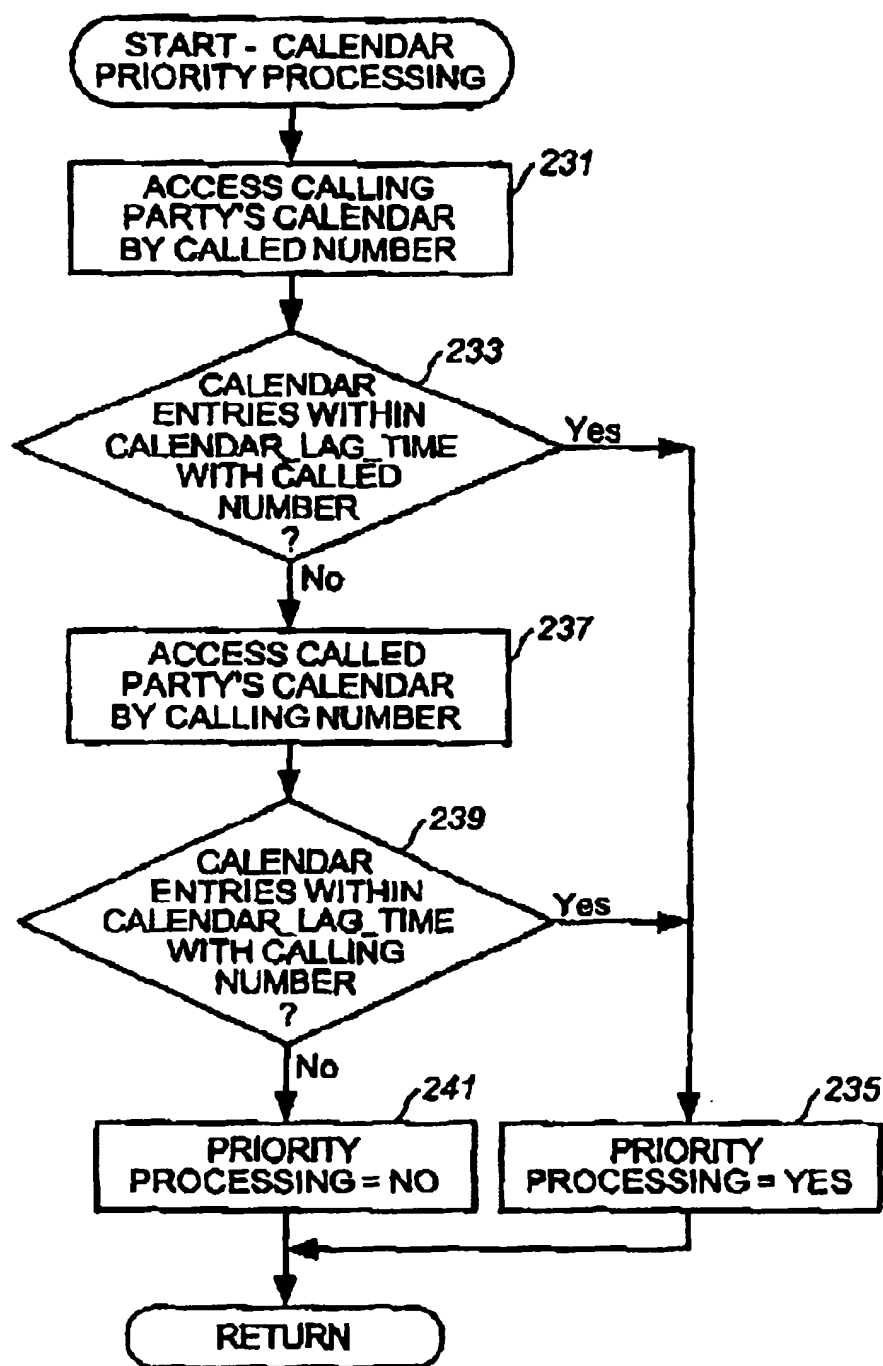 START - CALENDAR
PRIORITY PROCESSING
231
ACCESS CALLING
PARTY'S CALENDAR
BY CALLED NUMBER
233
CALENDAR
ENTRIES WITHIN
CALENDAR_LAG_TIME
WITH CALLED
NUMBER
?
Yes
No
237
ACCESS CALLED
PARTY'S CALENDAR
BY CALLING NUMBER
239
CALENDAR
ENTRIES WITHIN
CALENDAR_LAG_TIME
WITH CALLING
NUMBER
?
Yes
No
241
PRIORITY
PROCESSING = NO
235
PRIORITY
PROCESSING = YES
RETURN